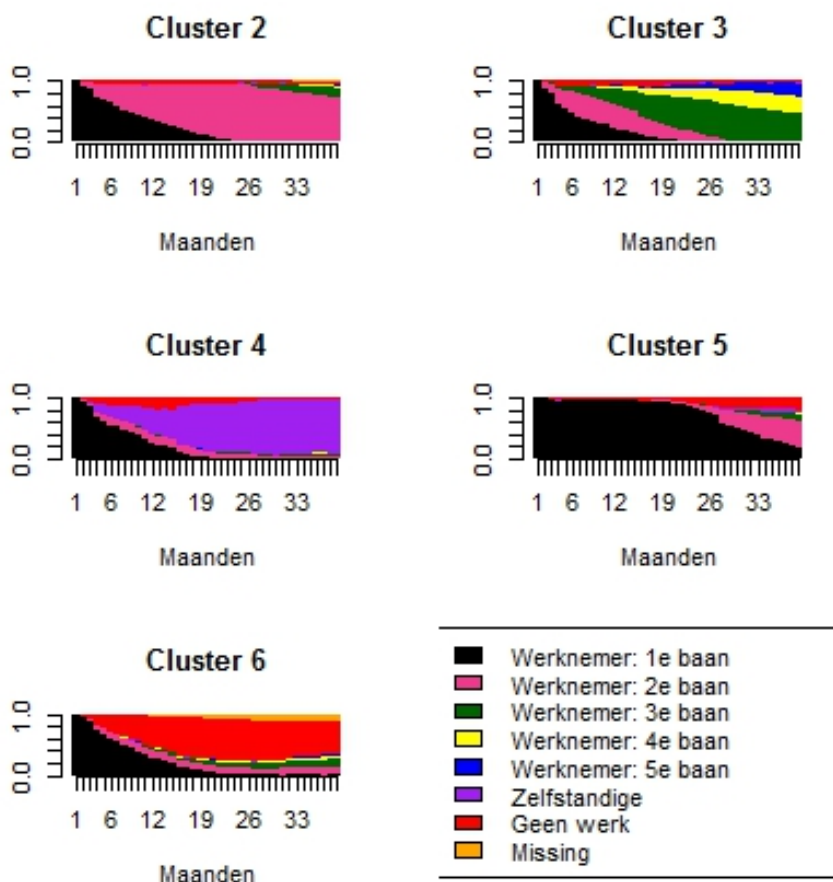 Cluster 2
1.0
0.0
1 6 12 19 26 33
Maanden
Cluster 3
1.0
0.0
1 6 12 19 26 33
Maanden
Cluster 4
1.0
0.0
1 6 12 19 26 33
Maanden
Cluster 5
1.0
0.0
1 6 12 19 26 33
Maanden
Cluster 6
1.0
0.0
1 6 12 19 26 33
Maanden
Werknemer: 1e baan
Werknemer: 2e baan
Werknemer: 3e baan
Werknemer: 4e baan
Werknemer: 5e baan
Zelfstandige
Geen werk
Missing